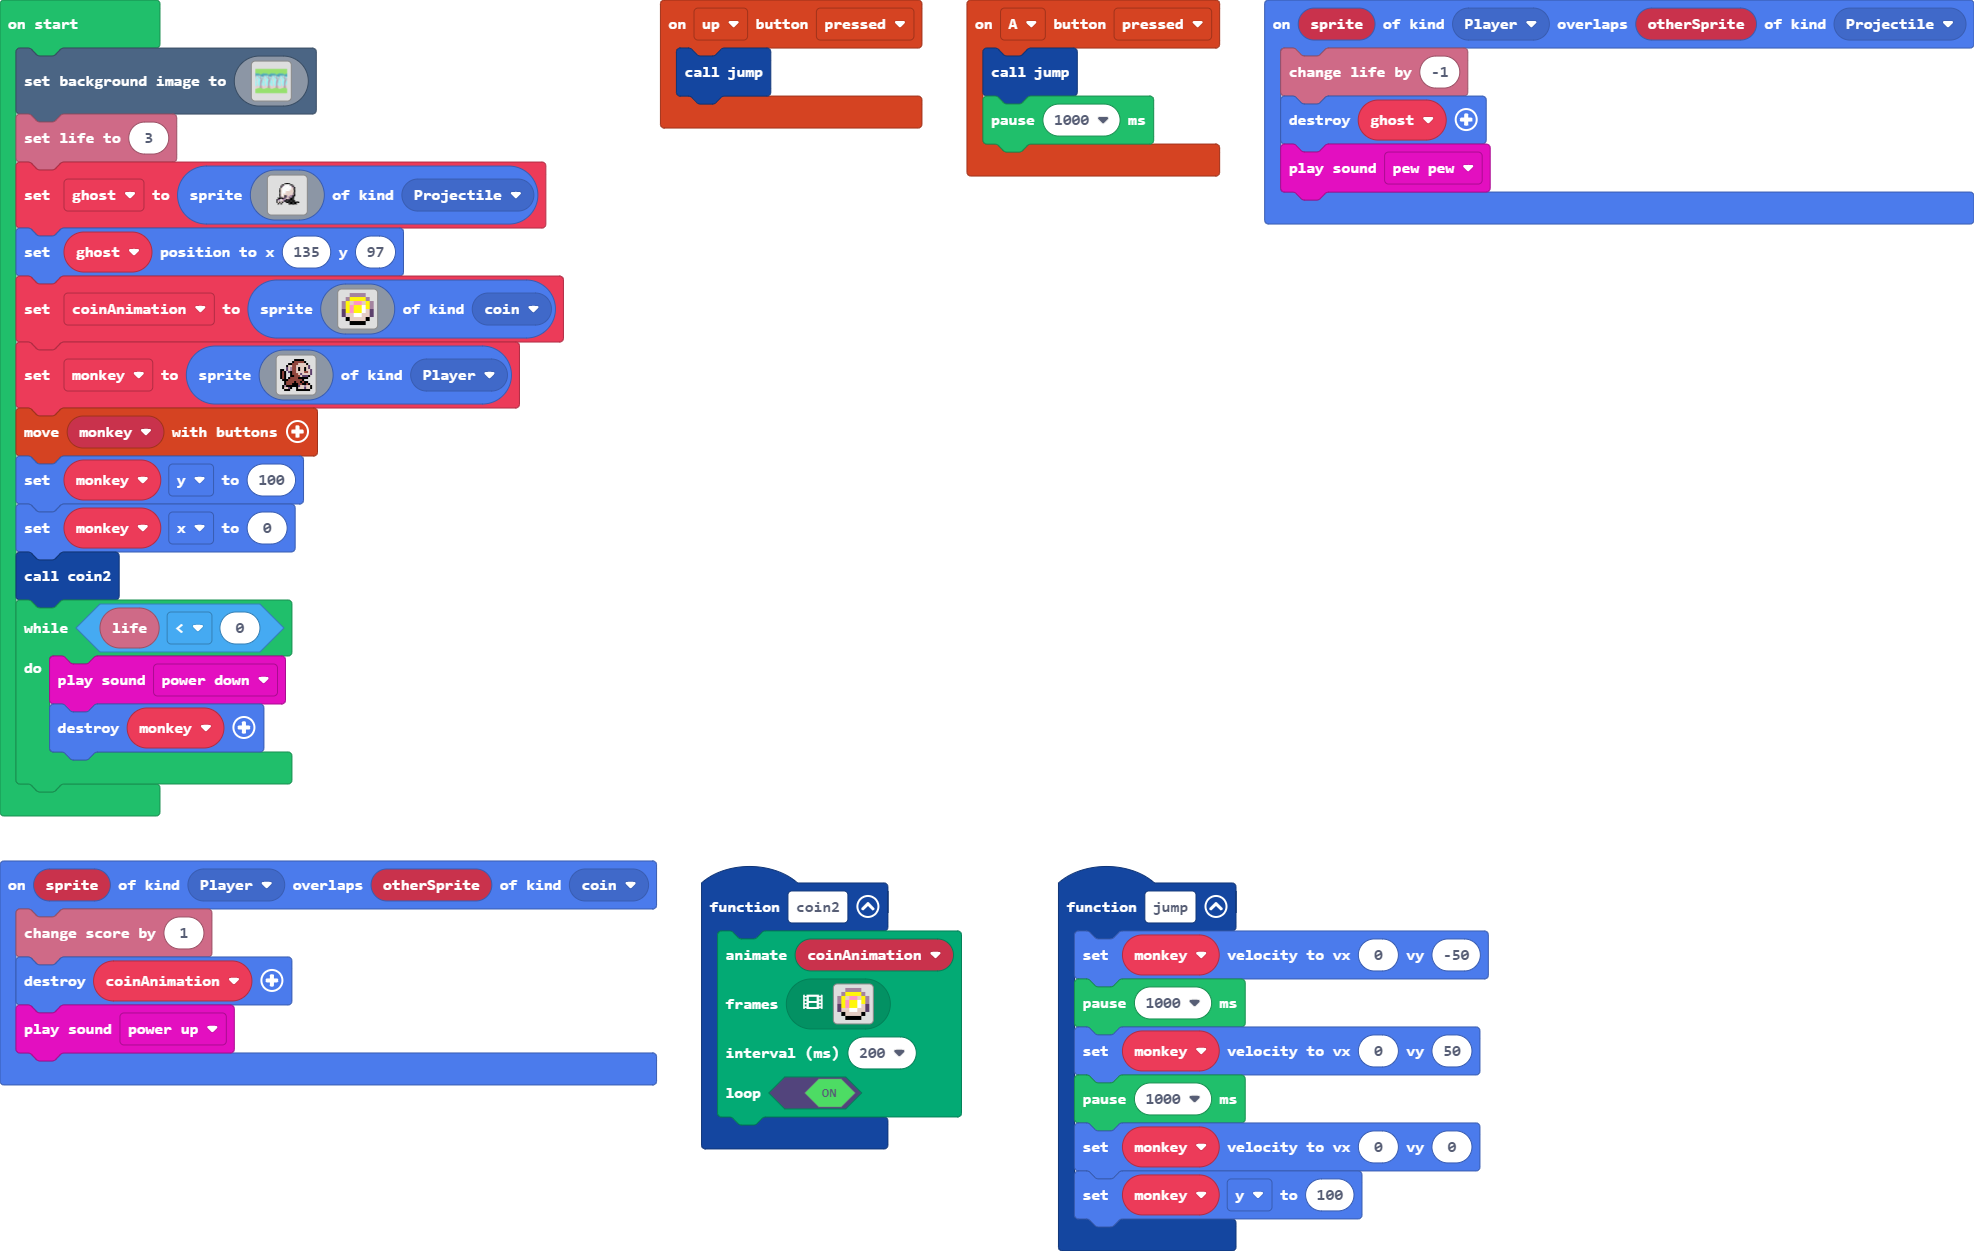 on start
set background image to
set life to 3
set ghost to sprite of kind Projectile
set ghost position to x 135 y 97
set coinAnimation to sprite of kind coin
set monkey to sprite of kind Player
move monkey with buttons
set monkey y to 100
set monkey x to 0
call coin2
while life < 0
do
play sound power down
destroy monkey
on up button pressed
call jump
on A button pressed
call jump
pause 1000 ms
on sprite of kind Player overlaps otherSprite of kind Projectile
change life by -1
destroy ghost
play sound pew pew
on sprite of kind Player overlaps otherSprite of kind coin
change score by 1
destroy coinAnimation
play sound power up
function coin2
animate coinAnimation
frames
interval (ms) 200
loop ON
function jump
set monkey velocity to vx 0 vy -50
pause 1000 ms
set monkey velocity to vx 0 vy 50
pause 1000 ms
set monkey velocity to vx 0 vy 0
set monkey y to 100